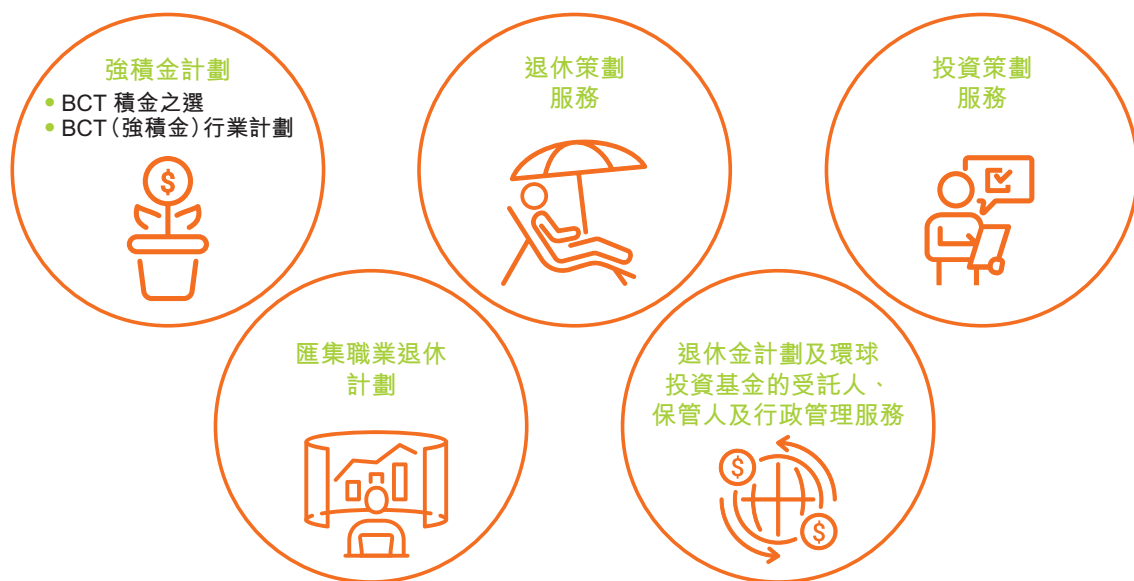 強積金計劃
• BCT 積金之選
• BCT（強積金）行業計劃
退休策劃
服務
投資策劃
服務
匯集職業退休
計劃
退休金計劃及環球
投資基金的受託人、
保管人及行政管理服務